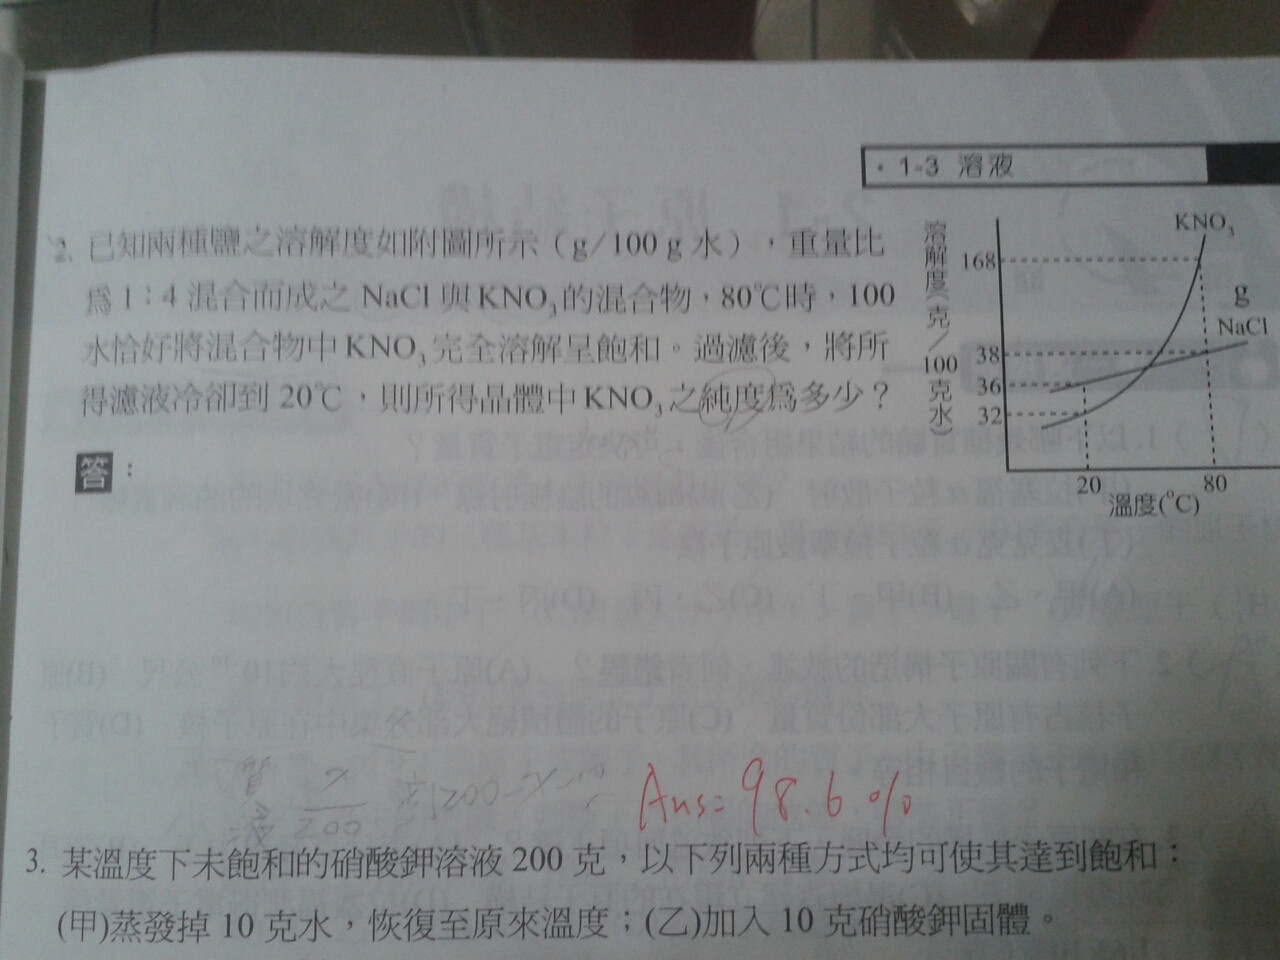 · 1-3 溶液
2. 已知兩種鹽之溶解度如附圖所示（g/100 g 水），重量比
為 1：4 混合而成之 NaCl 與 KNO₃ 的混合物，80℃時，100
水恰好將混合物中 KNO₃ 完全溶解呈飽和。過濾後，將所
得濾液冷卻到 20℃，則所得晶體中 KNO₃ 之純度為多少？
答：
溶解度（克／100克水）
KNO₃
168
g
NaCl
38
36
32
20
80
溫度(°C)
Ans = 98.6 %
3. 某溫度下未飽和的硝酸鉀溶液 200 克，以下列兩種方式均可使其達到飽和：
(甲)蒸發掉 10 克水，恢復至原來溫度；(乙)加入 10 克硝酸鉀固體。